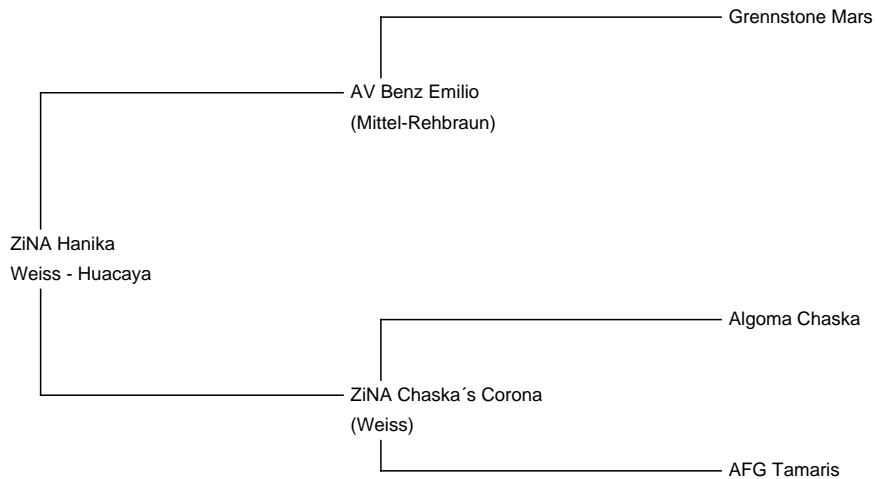 Grennstone Mars
AV Benz Emilio
(Mittel-Rehbraun)
ZiNA Hanika
Weiss - Huacaya
Algoma Chaska
ZiNA Chaska´s Corona
(Weiss)
AFG Tamaris